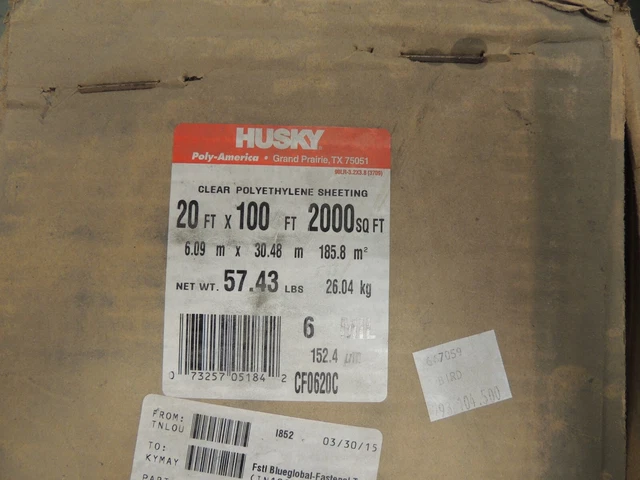 HUSKY
Poly-America • Grand Prairie, TX 75051
CLEAR POLYETHYLENE SHEETING
20 FT X 100 FT 2000 SQ FT
6.09 m x 30.48 m 185.8 m²
NET WT. 57.43 LBS 26.04 kg
6 MIL
152.4 µm
CF0620C
0 73257 05184 2
FROM:
TNLOU
1852 03/30/15
TO:
KYMAY
Fstl Blueglobal-Fastenal
BIRD